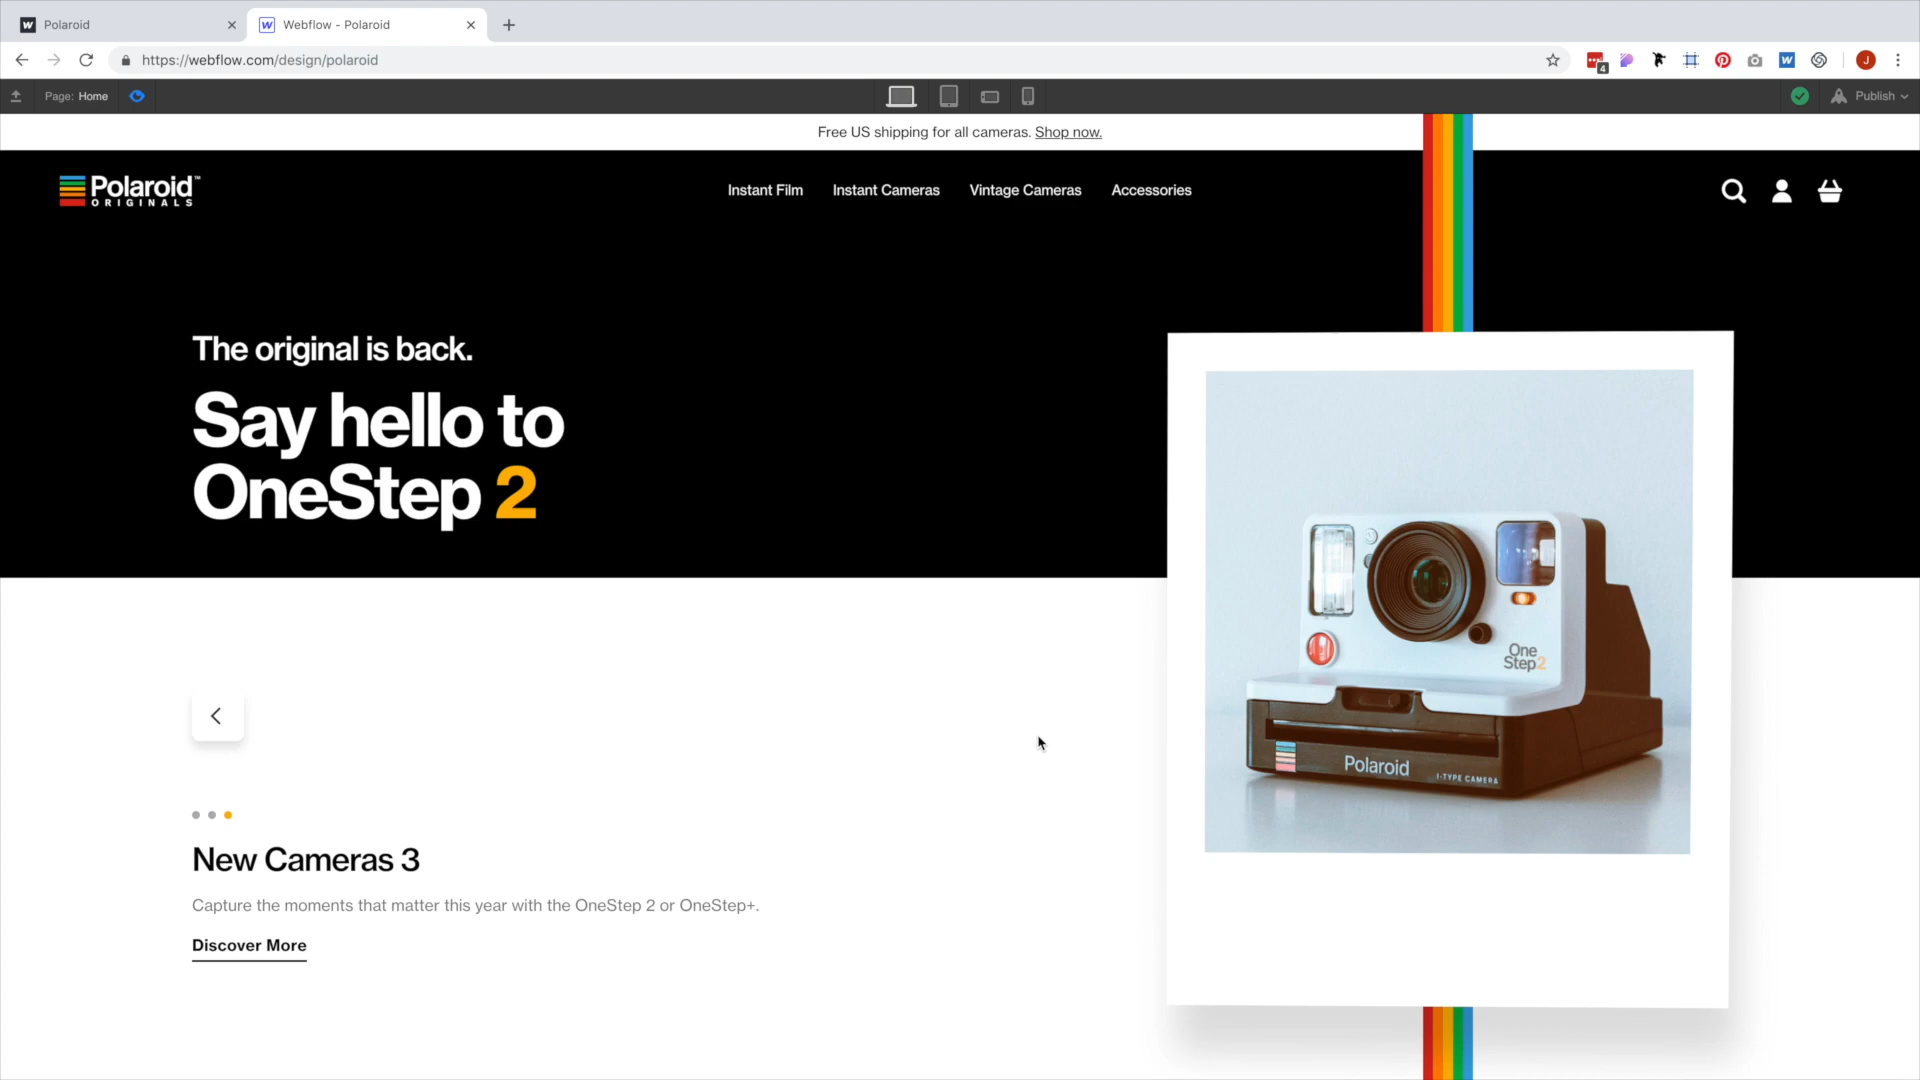 Polaroid
Webflow - Polaroid
https://webflow.com/design/polaroid
4
W
J
Page: Home
Publish
Free US shipping for all cameras. Shop now.
Polaroid™
ORIGINALS
Instant Film
Instant Cameras
Vintage Cameras
Accessories
The original is back.
Say hello to
OneStep 2
One
Step2
Polaroid
I-TYPE CAMERA
New Cameras 3
Capture the moments that matter this year with the OneStep 2 or OneStep+.
Discover More